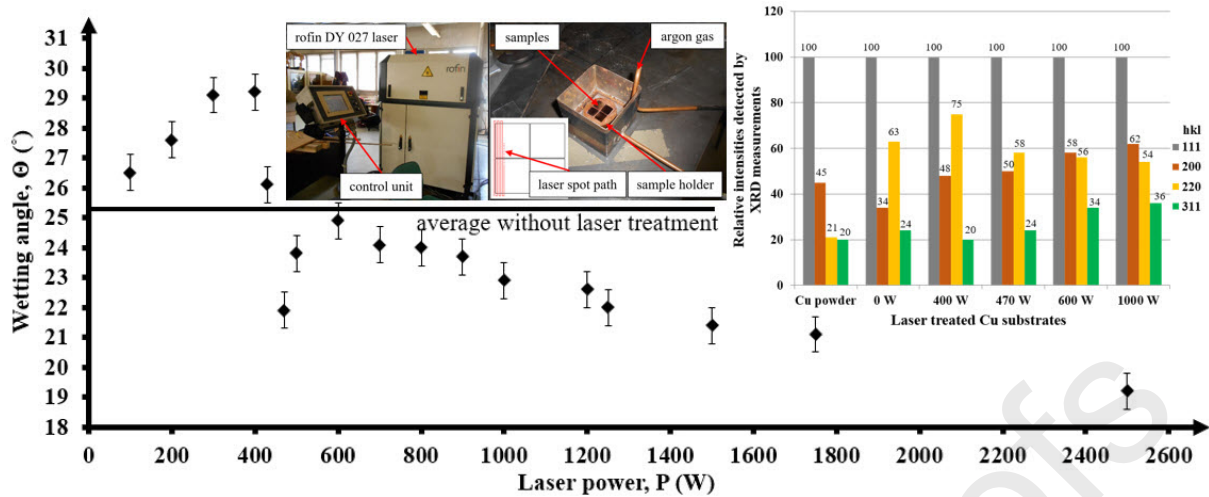 Wetting angle, Θ (°)
31
30
29
28
27
26
25
24
23
22
21
20
19
18
0
200
400
600
800
1000
1200
1400
1600
1800
2000
2200
2400
2600
Laser power, P (W)
average without laser treatment
rofin DY 027 laser
rofin
control unit
samples
argon gas
laser spot path
sample holder
Relative intensities detected by
XRD measurements
120
100
80
60
40
20
0
100 100 100 100 100 100
45 21 20
34 63 24
48 75 20
50 58 24
58 56 34
62 54 36
Cu powder 0 W 400 W 470 W 600 W 1000 W
Laser treated Cu substrates
hkl
111
200
220
311
ofs